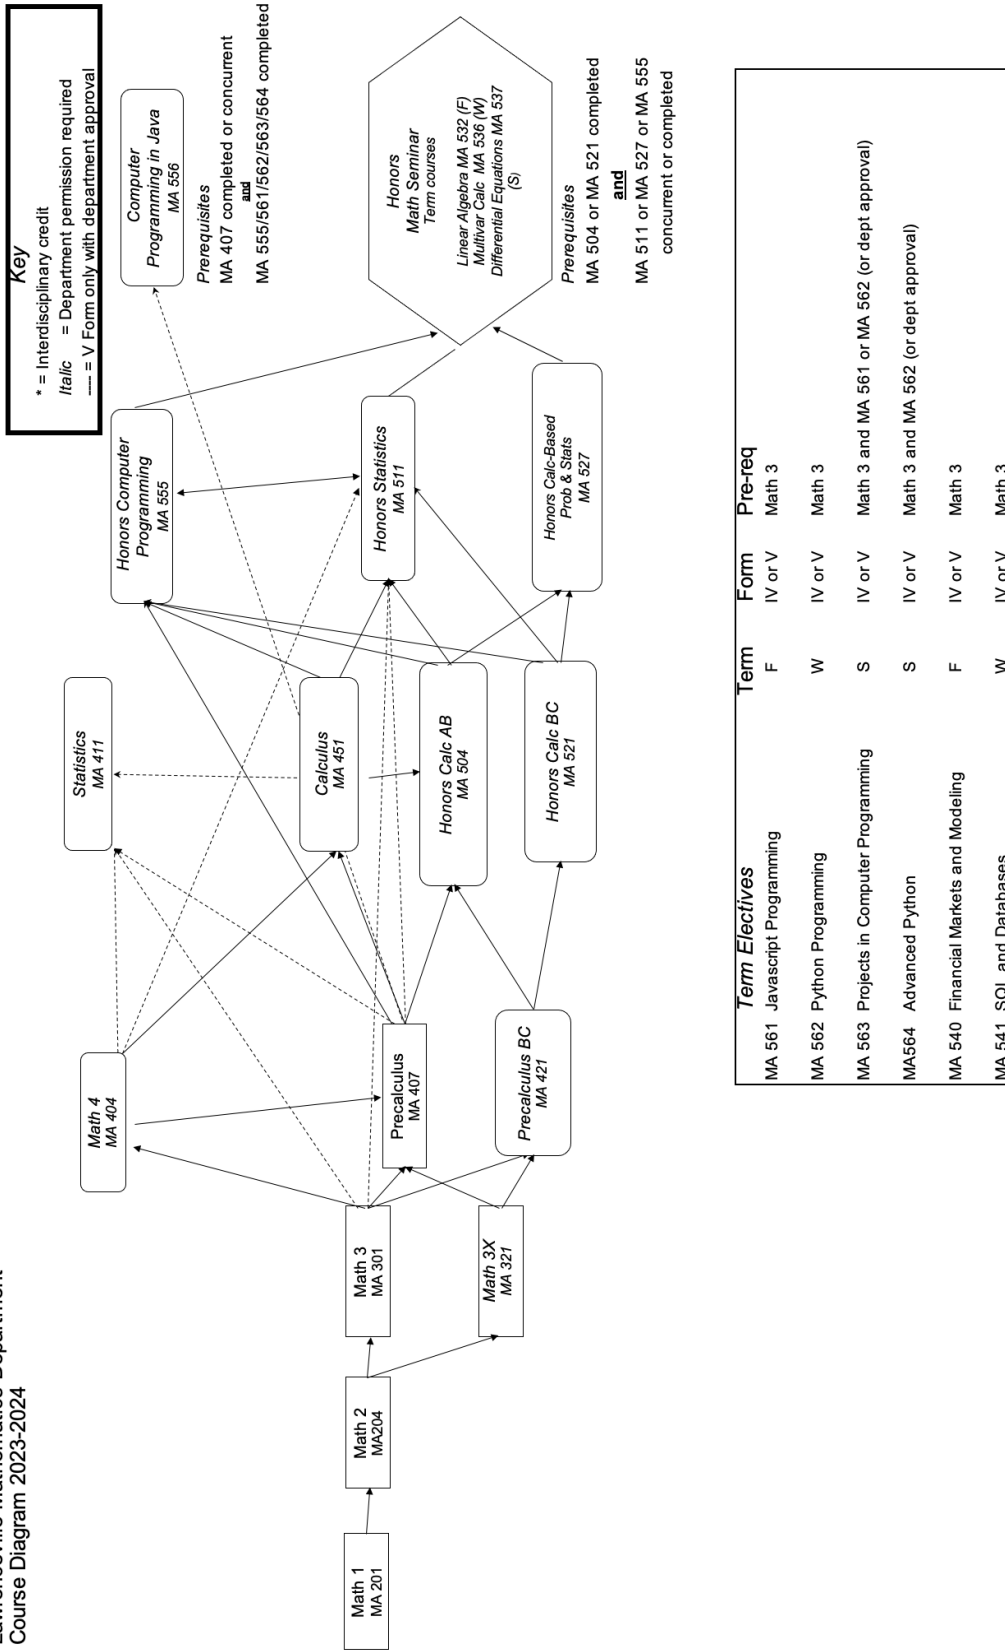 Course Diagram 2023-2024
Key
* = Interdisciplinary credit
Italic = Department permission required
---- = V Form only with department approval
Math 1
MA 201
Math 2
MA204
Math 3
MA 301
Math 3X
MA 321
Math 4
MA 404
Precalculus
MA 407
Precalculus BC
MA 421
Statistics
MA 411
Calculus
MA 451
Honors Calc AB
MA 504
Honors Calc BC
MA 521
Honors Computer
Programming
MA 555
Honors Statistics
MA 511
Honors Calc-Based
Prob & Stats
MA 527
Computer
Programming in Java
MA 556
Prerequisites
MA 407 completed or concurrent
and
MA 555/561/562/563/564 completed
Honors
Math Seminar
Term courses
Linear Algebra MA 532 (F)
Multivar Calc MA 536 (W)
Differential Equations MA 537
(S)
Prerequisites
MA 504 or MA 521 completed
and
MA 511 or MA 527 or MA 555
concurrent or completed
Term Electives Term Form Pre-req
MA 561 Javascript Programming F IV or V Math 3
MA 562 Python Programming W IV or V Math 3
MA 563 Projects in Computer Programming S IV or V Math 3 and MA 561 or MA 562 (or dept approval)
MA564 Advanced Python S IV or V Math 3 and MA 562 (or dept approval)
MA 540 Financial Markets and Modeling F IV or V Math 3
MA 541 SQL and Databases W IV or V Math 3